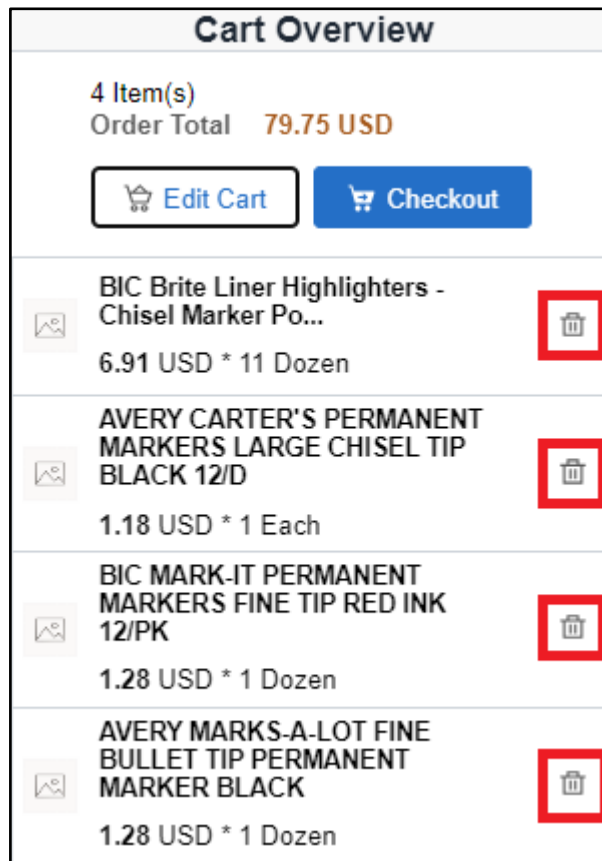 Cart Overview
4 Item(s)
Order Total 79.75 USD
Edit Cart Checkout
BIC Brite Liner Highlighters -
Chisel Marker Po...
6.91 USD * 11 Dozen
AVERY CARTER'S PERMANENT
MARKERS LARGE CHISEL TIP
BLACK 12/D
1.18 USD * 1 Each
BIC MARK-IT PERMANENT
MARKERS FINE TIP RED INK
12/PK
1.28 USD * 1 Dozen
AVERY MARKS-A-LOT FINE
BULLET TIP PERMANENT
MARKER BLACK
1.28 USD * 1 Dozen